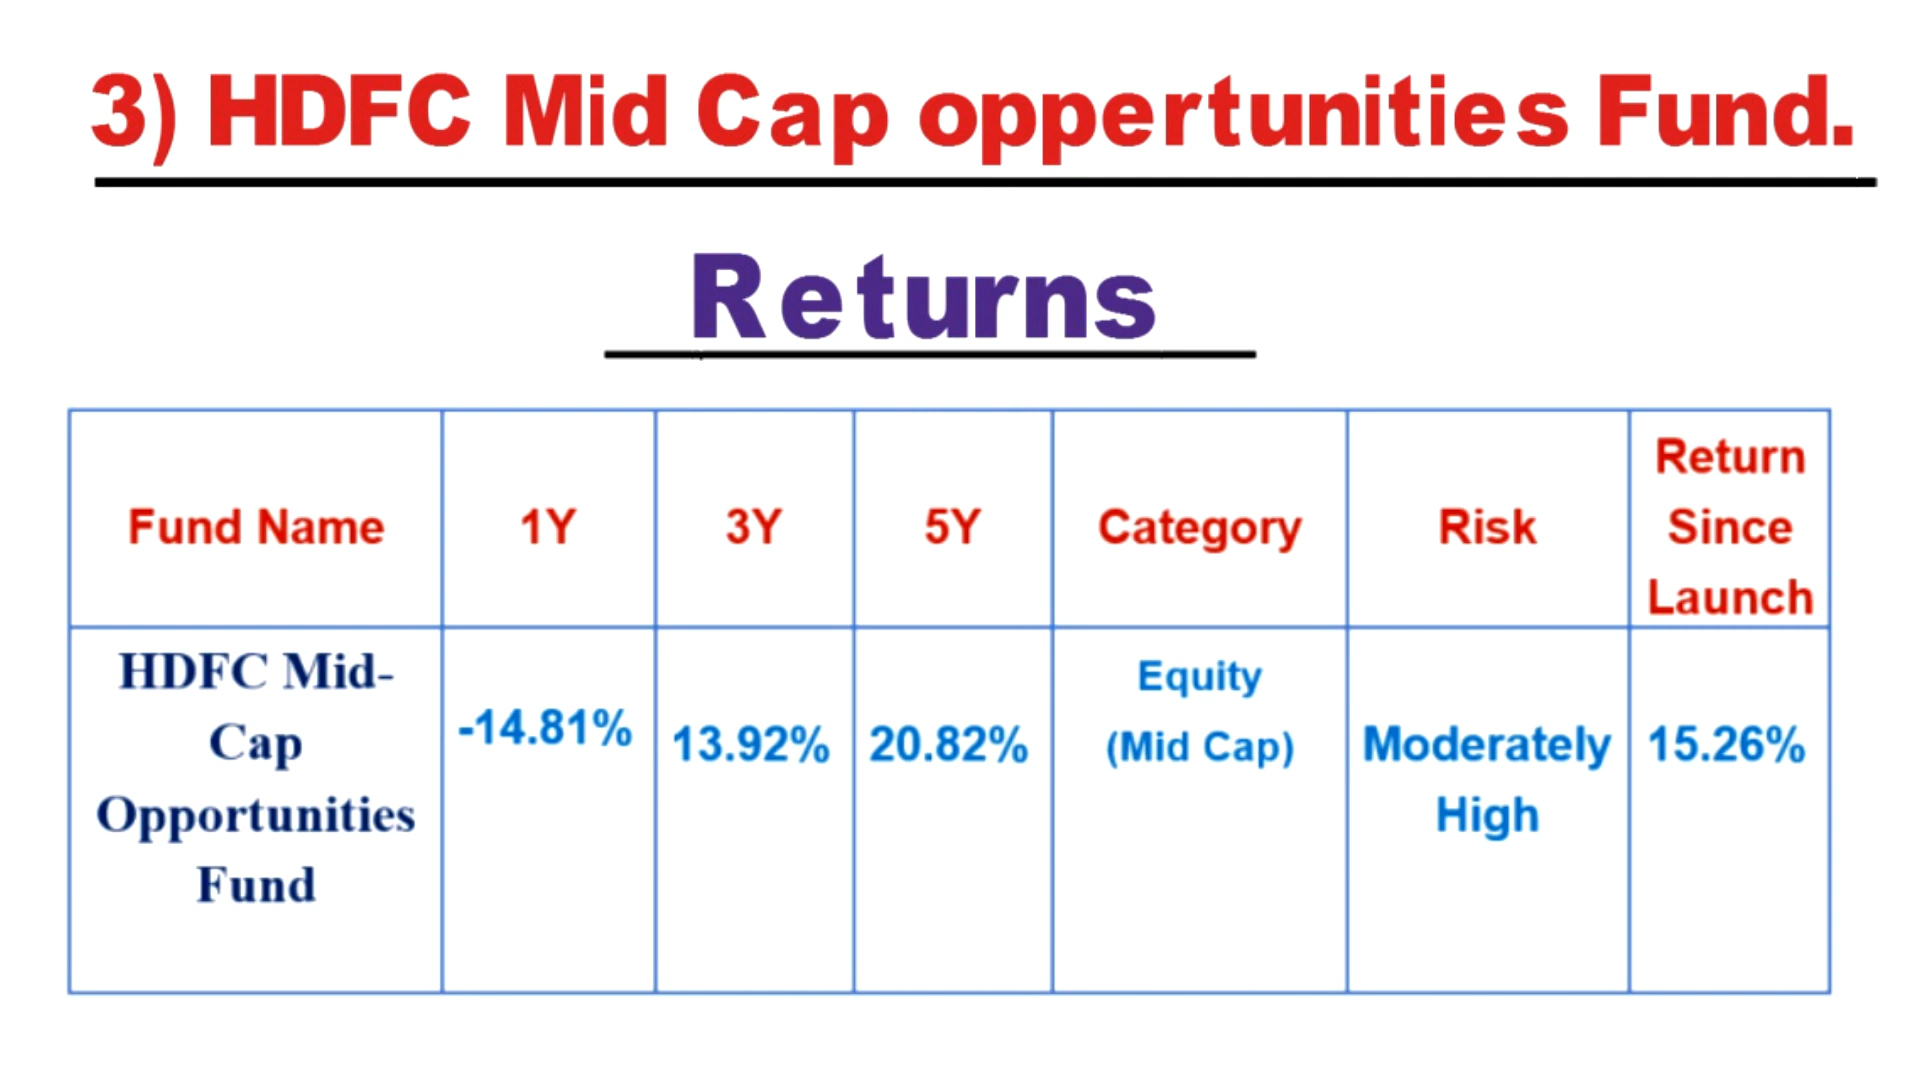 3) HDFC Mid Cap oppertunities Fund.
Returns
Fund Name 1Y 3Y 5Y Category Risk Return
Since
Launch
HDFC Mid-
Cap
Opportunities
Fund
-14.81%
13.92%
20.82%
Equity
(Mid Cap)
Moderately
High
15.26%